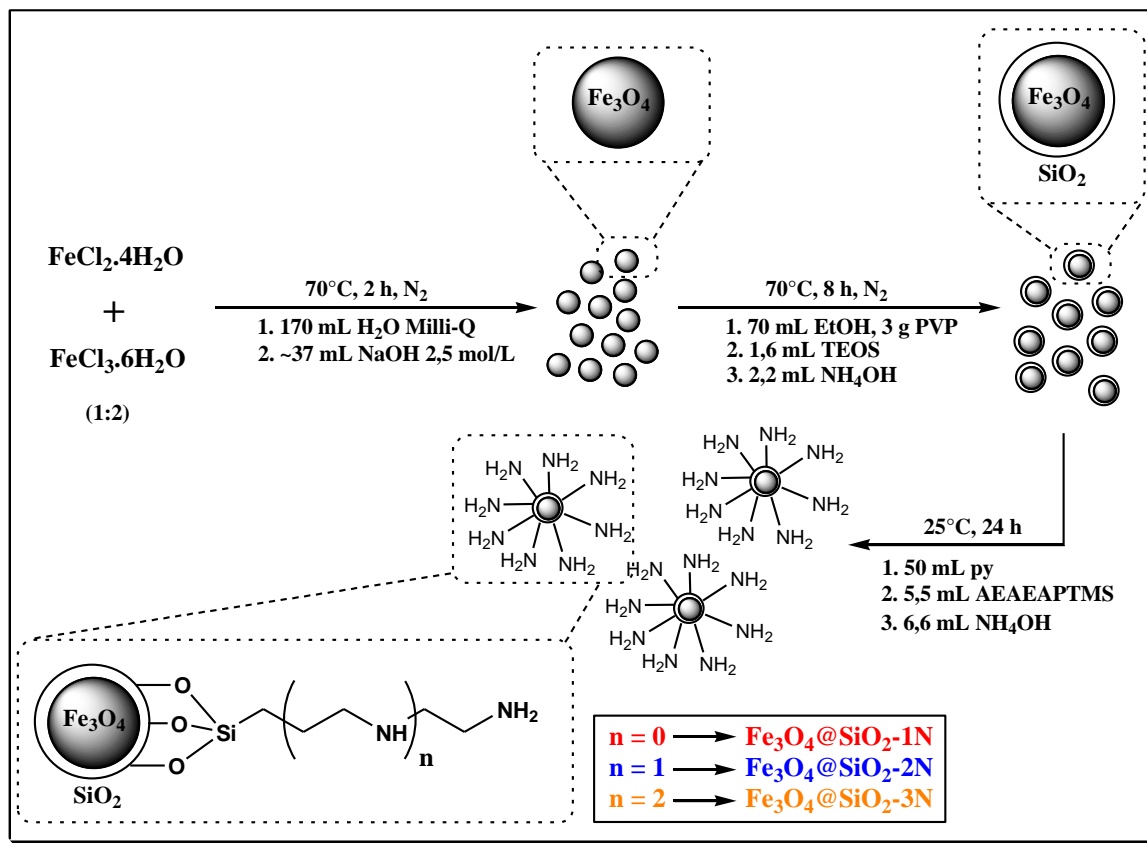 Fe₃O₄
Fe₃O₄
SiO₂
FeCl₂.4H₂O
+
FeCl₃.6H₂O
(1:2)
70°C, 2 h, N₂
1. 170 mL H₂O Milli-Q
2. ~37 mL NaOH 2,5 mol/L
70°C, 8 h, N₂
1. 70 mL EtOH, 3 g PVP
2. 1,6 mL TEOS
3. 2,2 mL NH₄OH
25°C, 24 h
1. 50 mL py
2. 5,5 mL AEAEAPTMS
3. 6,6 mL NH₄OH
H₂N NH₂ NH₂
H₂N NH₂
H₂N NH₂
H₂N NH₂
H₂N NH₂ NH₂
H₂N NH₂
H₂N NH₂
H₂N NH₂
H₂N NH₂ NH₂
H₂N NH₂
H₂N NH₂
H₂N NH₂
Fe₃O₄
SiO₂
O
O
O
Si
NH
n
NH₂
n = 0 Fe₃O₄@SiO₂-1N
n = 1 Fe₃O₄@SiO₂-2N
n = 2 Fe₃O₄@SiO₂-3N